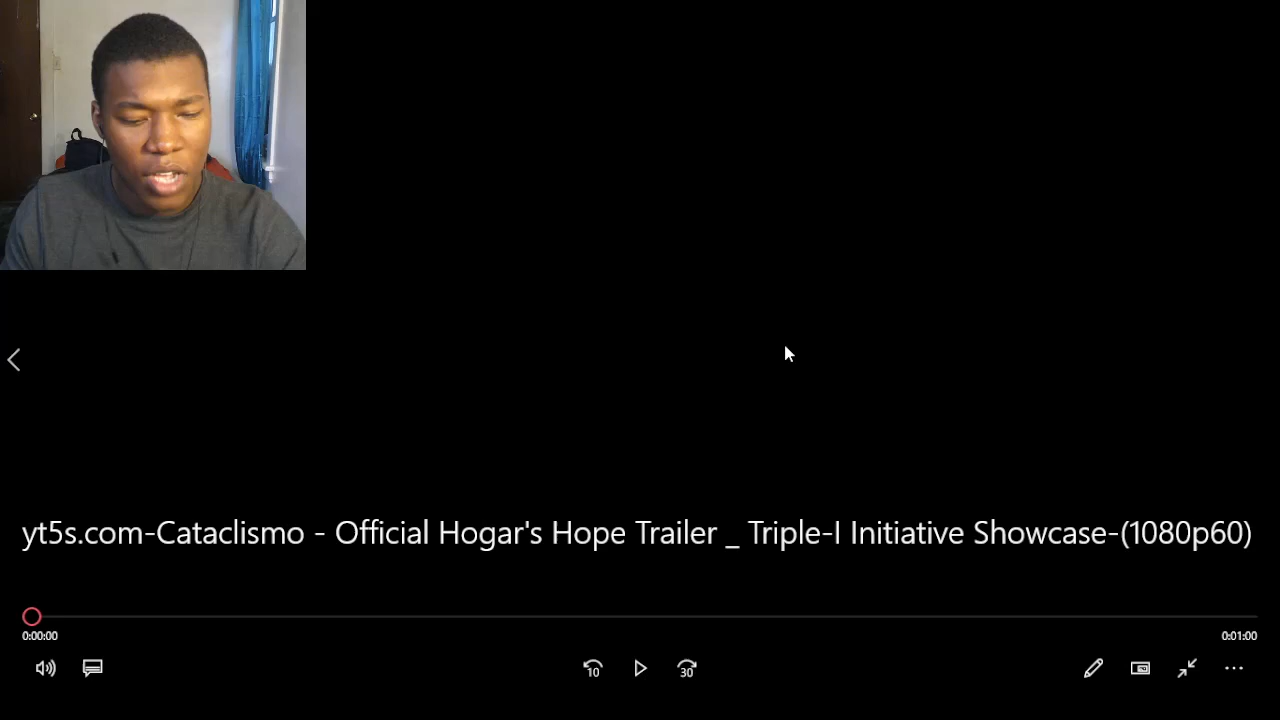 yt5s.com-Cataclismo - Official Hogar's Hope Trailer _ Triple-I Initiative Showcase-(1080p60)
0:00:00
0:01:00
10
30